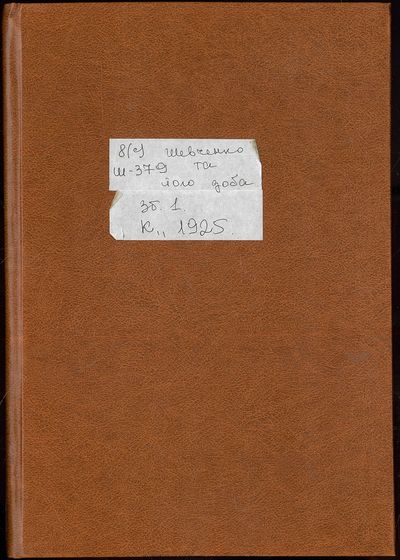 8(с) Шевченко
Ш-379 та
його доба
Зб. 1.
К., 1925.